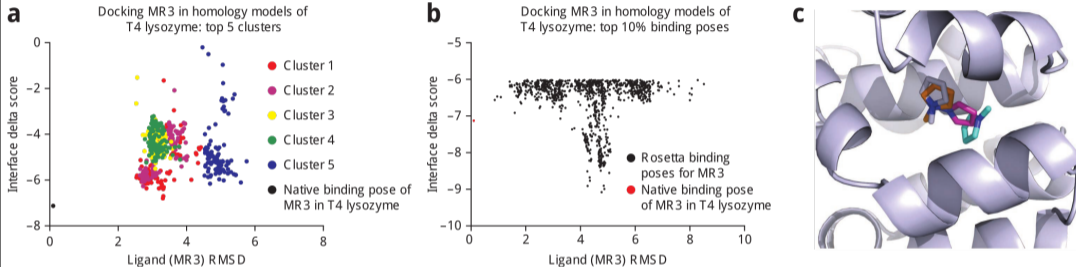 a
Docking MR3 in homology models of
T4 lysozyme: top 5 clusters
Interface delta score
0
−2
−4
−6
−8
0
2
4
6
8
Ligand (MR3) RMSD
Cluster 1
Cluster 2
Cluster 3
Cluster 4
Cluster 5
Native binding pose of
MR3 in T4 lysozyme
b
Docking MR3 in homology models of
T4 lysozyme: top 10% binding poses
Interface delta score
−5
−6
−7
−8
−9
−10
0
2
4
6
8
10
Ligand (MR3) RMSD
Rosetta binding
poses for MR3
Native binding pose
of MR3 in T4 lysozyme
c